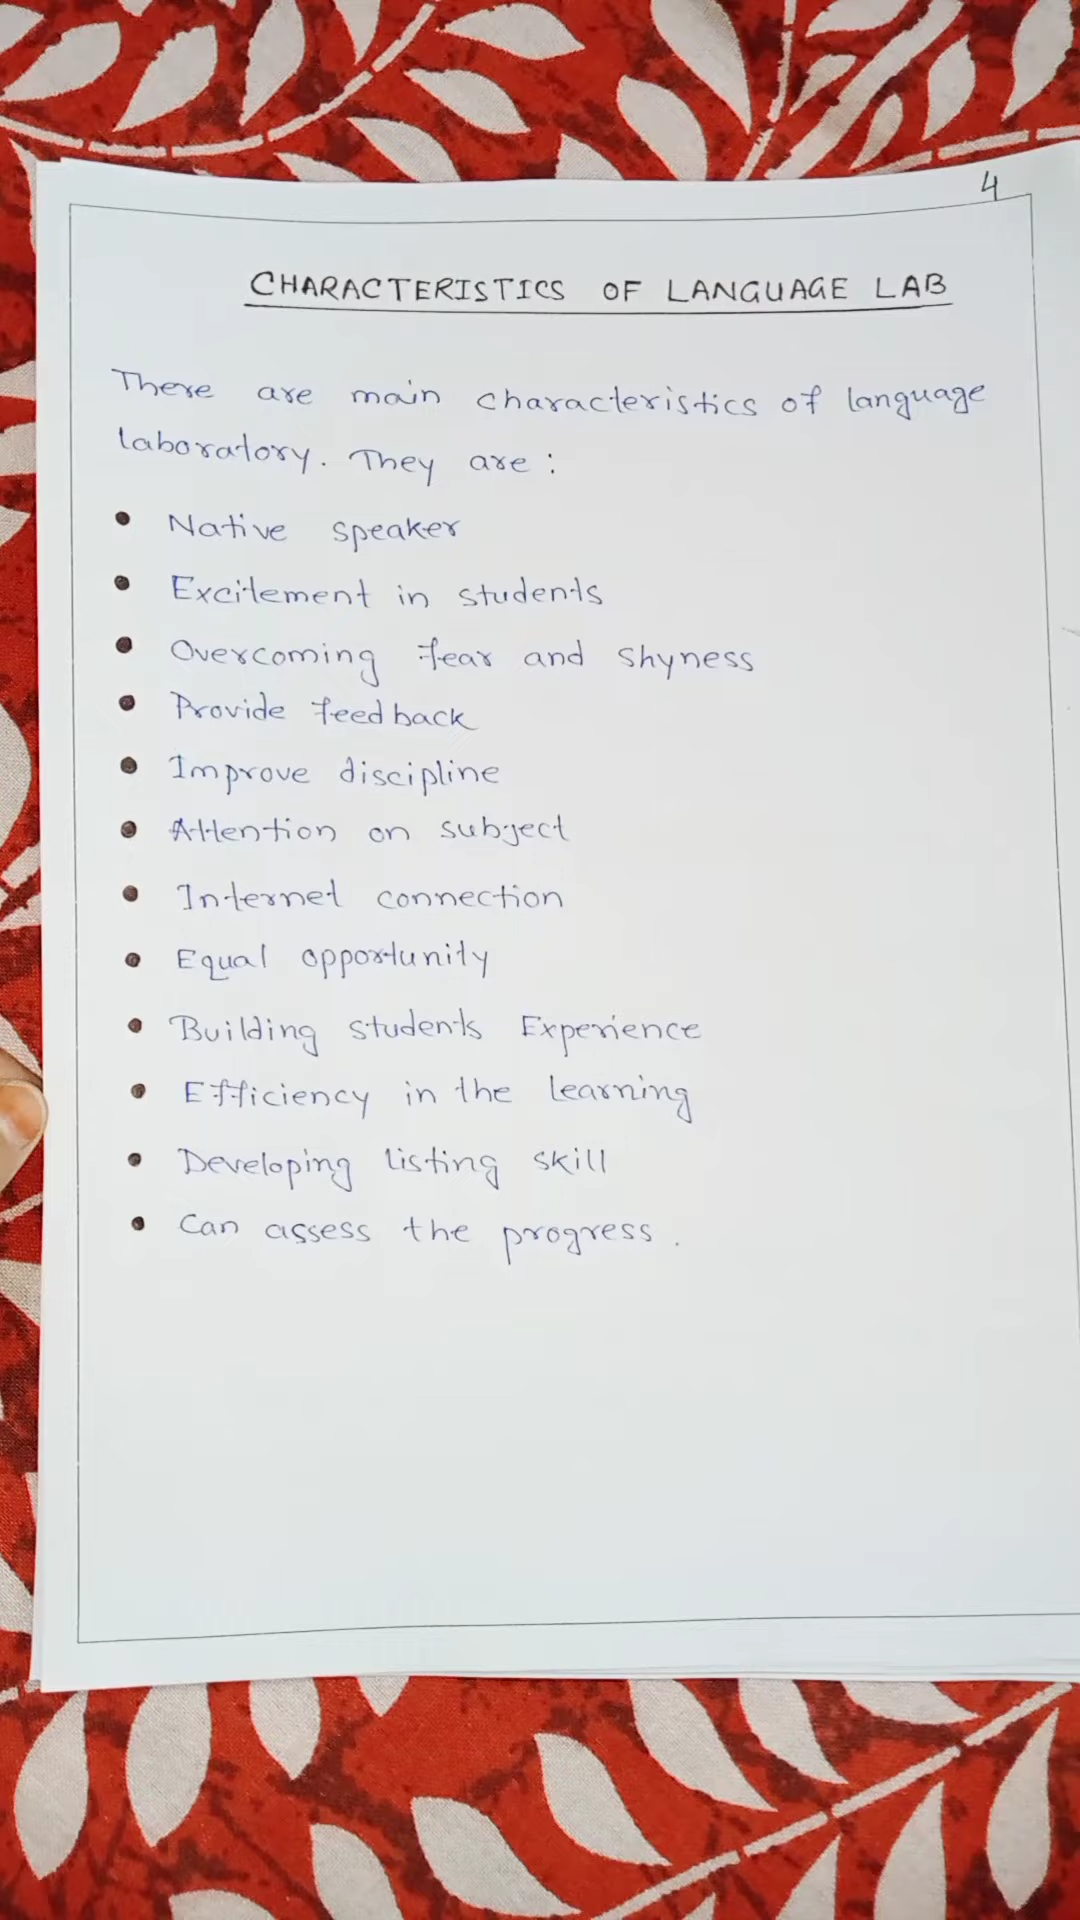 4
CHARACTERISTICS OF LANGUAGE LAB
There are main characteristics of language
laboratory. They are :
• Native speaker
• Excitement in students
• Overcoming fear and shyness
• Provide feedback
• Improve discipline
• Attention on subject
• Internet connection
• Equal opportunity
• Building students Experience
• Efficiency in the learning
• Developing listing skill
• Can assess the progress.